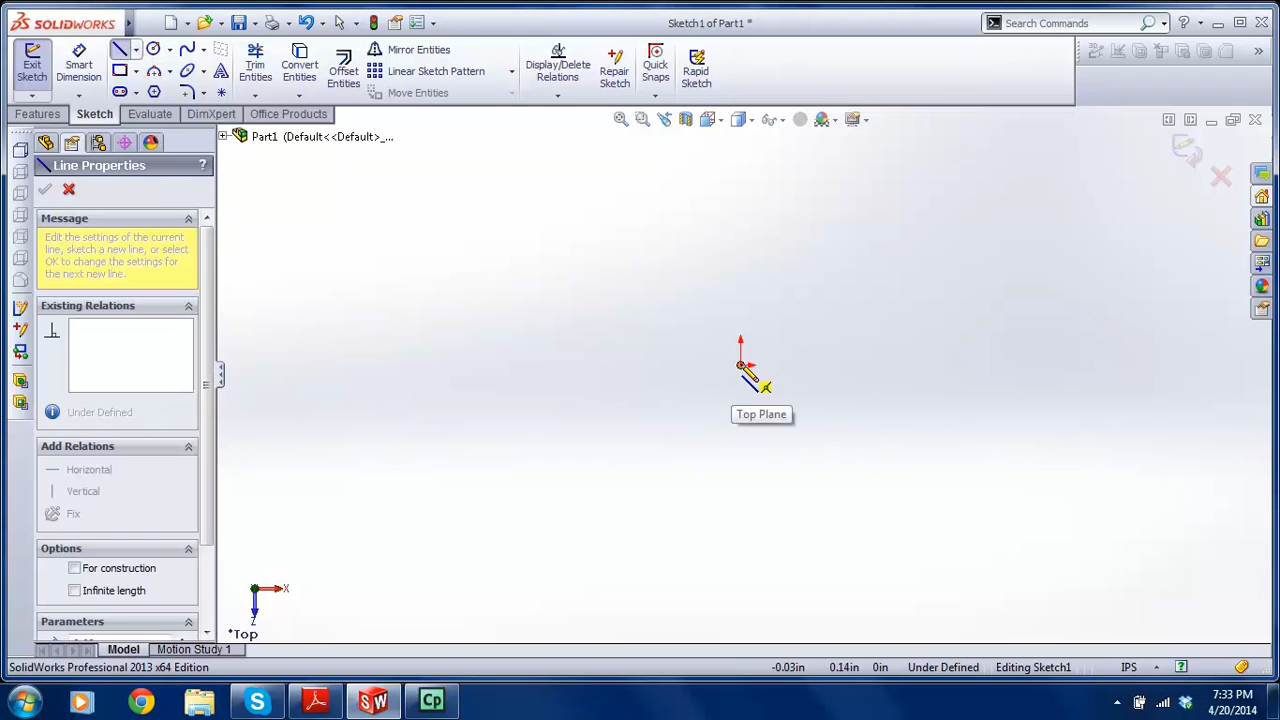 SOLIDWORKS
Sketch1 of Part1 *
Search Commands
Exit Sketch
Smart Dimension
Trim Entities
Convert Entities
Offset Entities
Mirror Entities
Linear Sketch Pattern
Move Entities
Display/Delete Relations
Repair Sketch
Quick Snaps
Rapid Sketch
Features
Sketch
Evaluate
DimXpert
Office Products
Part1 (Default<<Default>_...
Line Properties
?
Message
Edit the settings of the current
line, sketch a new line, or select
OK to change the settings for
the next new line.
Existing Relations
Under Defined
Add Relations
Horizontal
Vertical
Fix
Options
For construction
Infinite length
Parameters
Top Plane
X
Z
*Top
Model
Motion Study 1
SolidWorks Professional 2013 x64 Edition
-0.03in
0.14in
0in
Under Defined
Editing Sketch1
IPS
?
S
SW
Cp
7:33 PM
4/20/2014